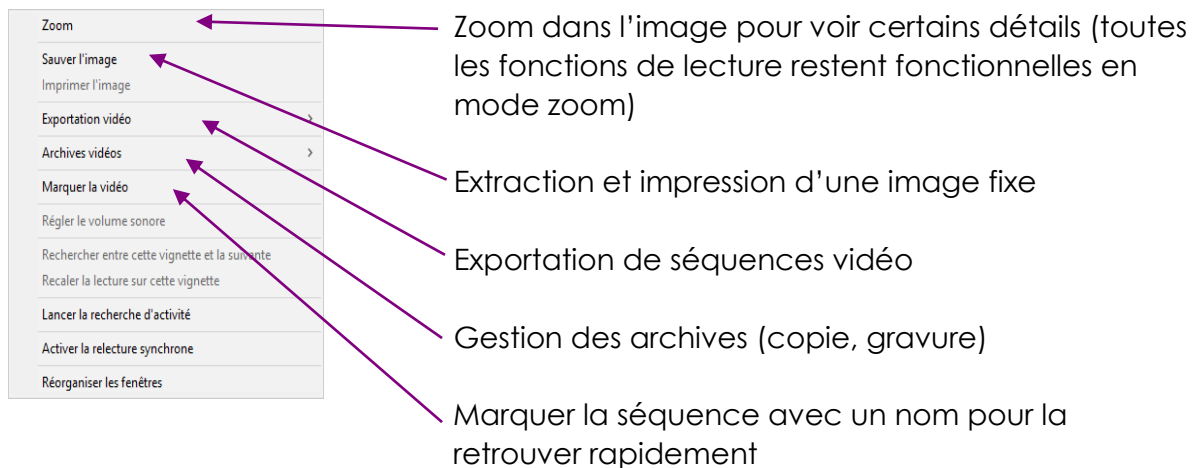 Zoom
Sauver l'image
Imprimer l'image
Exportation vidéo
Archives vidéos
Marquer la vidéo
Régler le volume sonore
Rechercher entre cette vignette et la suivante
Recaler la lecture sur cette vignette
Lancer la recherche d'activité
Activer la relecture synchrone
Réorganiser les fenêtres
Zoom dans l’image pour voir certains détails (toutes
les fonctions de lecture restent fonctionnelles en
mode zoom)
Extraction et impression d’une image fixe
Exportation de séquences vidéo
Gestion des archives (copie, gravure)
Marquer la séquence avec un nom pour la
retrouver rapidement